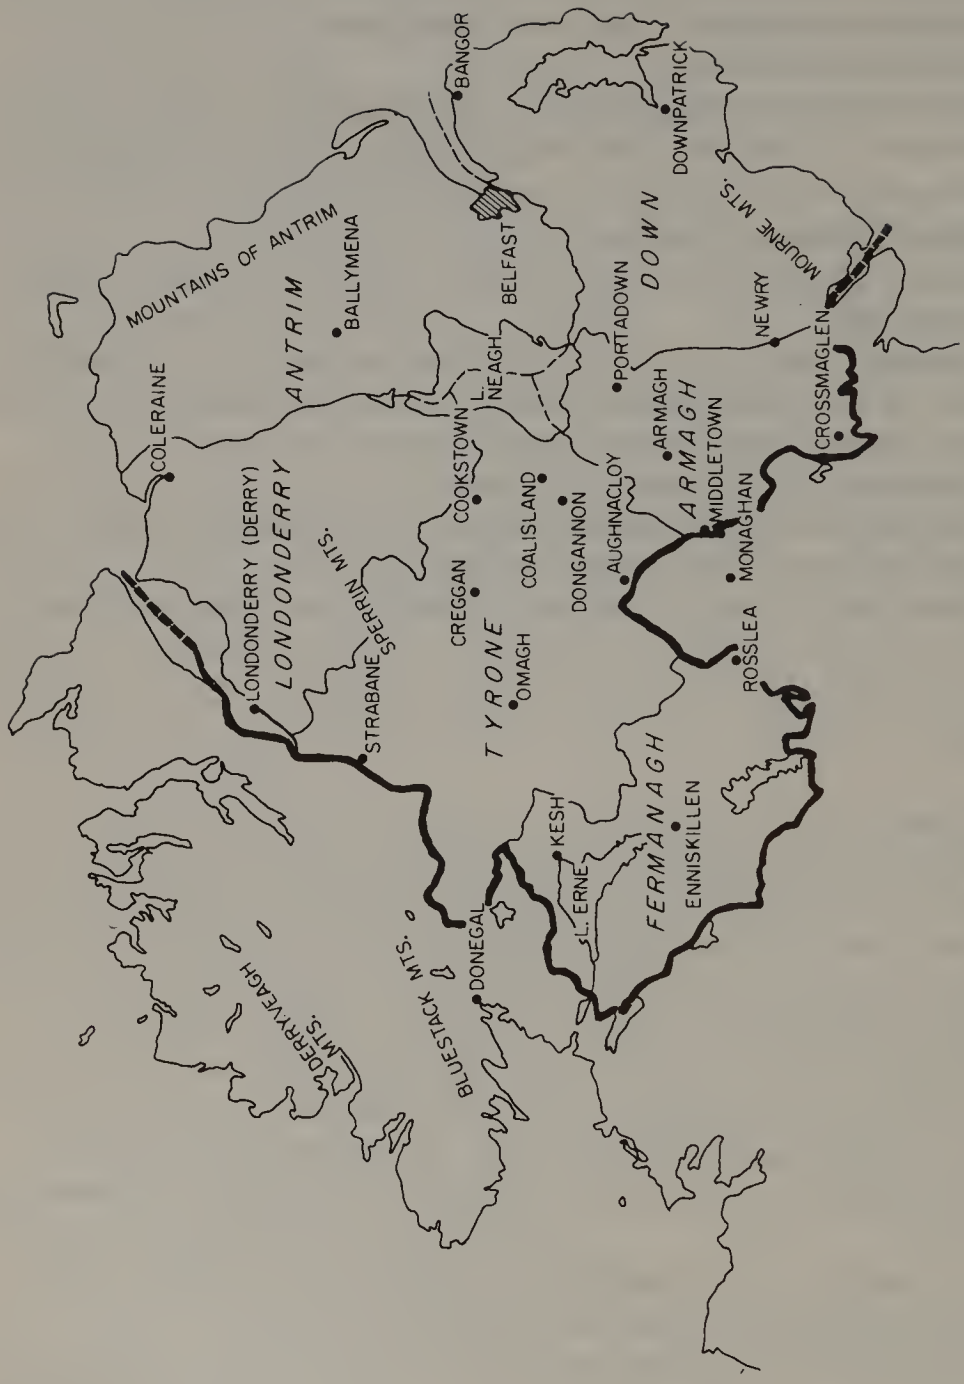 COLERAINE
MOUNTAINS OF ANTRIM
ANTRIM
BALLYMENA
LONDONDERRY (DERRY)
LONDONDERRY
SPERRIN MTS.
STRABANE
DERRYVEAGH
MTS.
BLUESTACK MTS.
DONEGAL
CREGGAN
COOKSTOWN
L.
NEAGH
BELFAST
BANGOR
TYRONE
OMAGH
COALISLAND
DONGANNON
AUGHNACLOY
KESH
L. ERNE
FERMANAGH
ENNISKILLEN
PORTADOWN
DOWN
DOWNPATRICK
ARMAGH
ARMAGH
MIDDLETOWN
MONAGHAN
ROSSLEA
NEWRY
MOURNE MTS.
CROSSMAGLEN